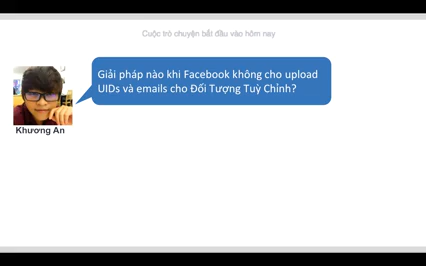 Cuộc trò chuyện bắt đầu vào hôm nay
Giải pháp nào khi Facebook không cho upload
UIDs và emails cho Đối Tượng Tuỳ Chỉnh?
Khương An